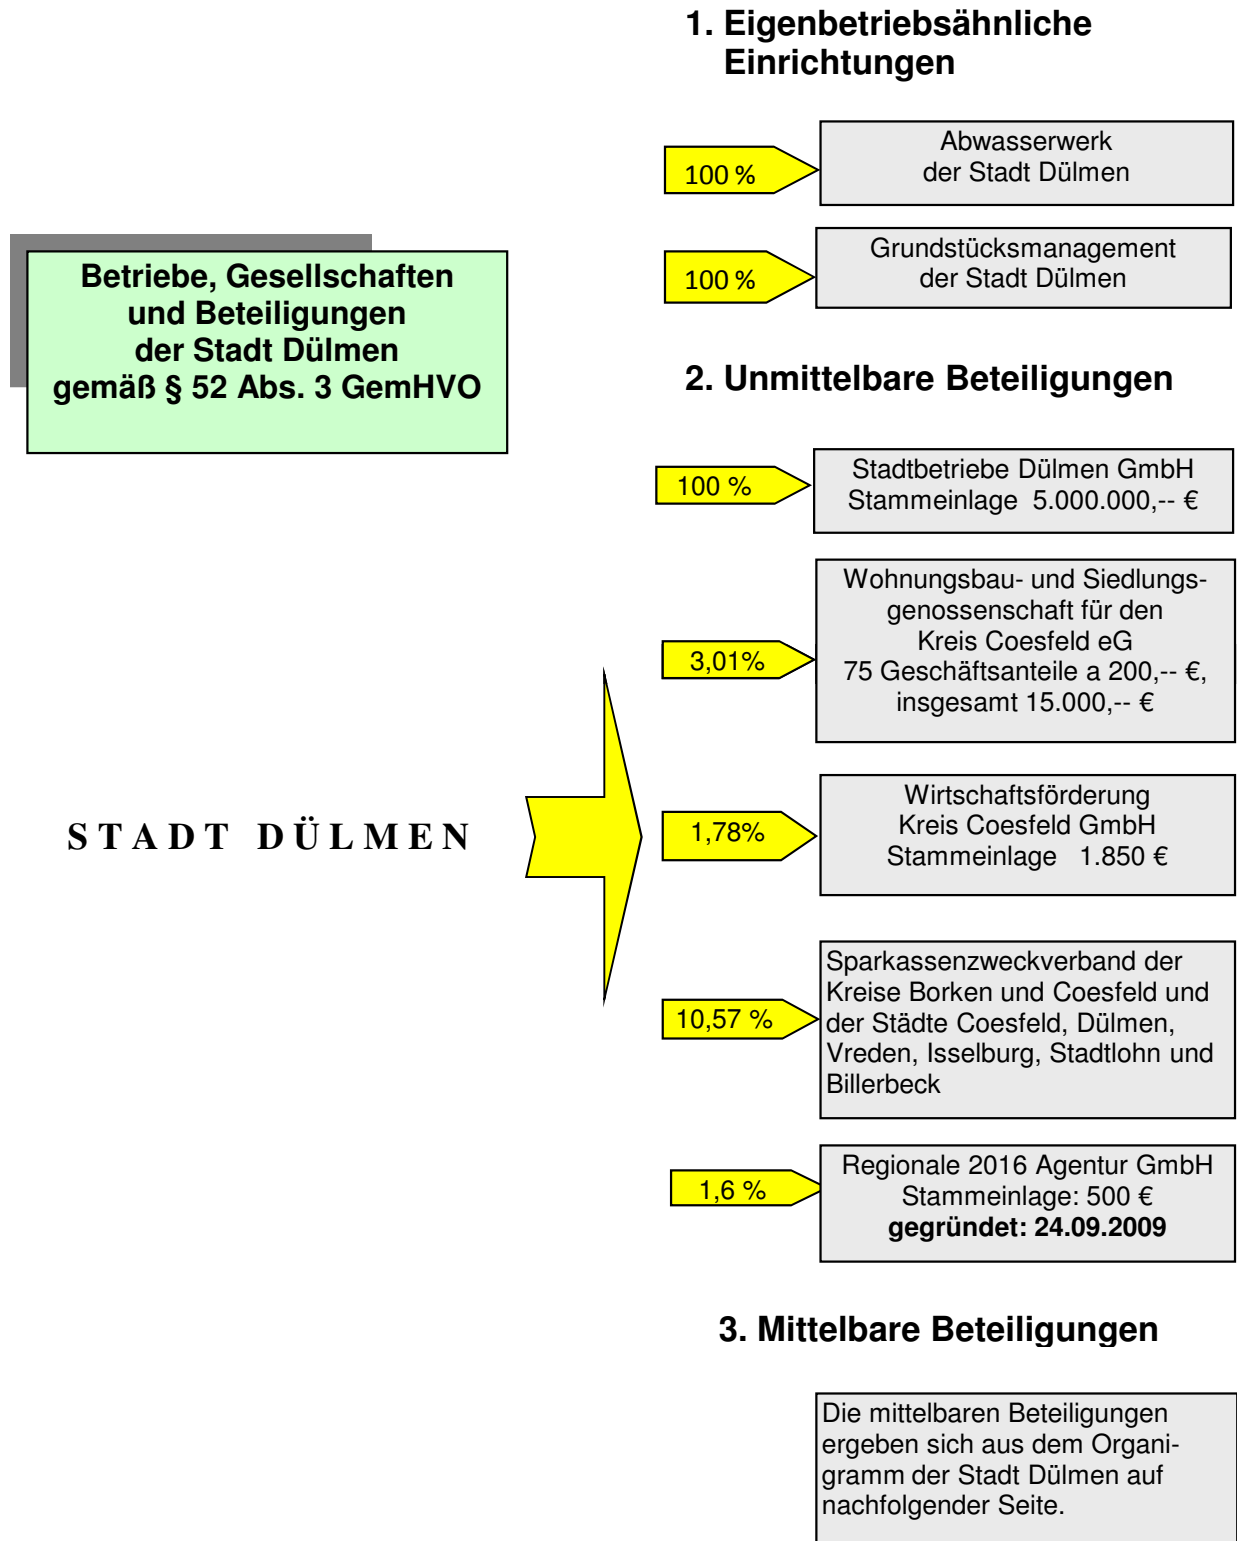 1. Eigenbetriebsähnliche
Einrichtungen
100 %
Abwasserwerk
der Stadt Dülmen
100 %
Grundstücksmanagement
der Stadt Dülmen
Betriebe, Gesellschaften
und Beteiligungen
der Stadt Dülmen
gemäß § 52 Abs. 3 GemHVO
2. Unmittelbare Beteiligungen
100 %
Stadtbetriebe Dülmen GmbH
Stammeinlage 5.000.000,-- €
3,01%
Wohnungsbau- und Siedlungs-
genossenschaft für den
Kreis Coesfeld eG
75 Geschäftsanteile a 200,-- €,
insgesamt 15.000,-- €
STADT DÜLMEN
1,78%
Wirtschaftsförderung
Kreis Coesfeld GmbH
Stammeinlage 1.850 €
10,57 %
Sparkassenzweckverband der
Kreise Borken und Coesfeld und
der Städte Coesfeld, Dülmen,
Vreden, Isselburg, Stadtlohn und
Billerbeck
1,6 %
Regionale 2016 Agentur GmbH
Stammeinlage: 500 €
gegründet: 24.09.2009
3. Mittelbare Beteiligungen
Die mittelbaren Beteiligungen
ergeben sich aus dem Organi-
gramm der Stadt Dülmen auf
nachfolgender Seite.